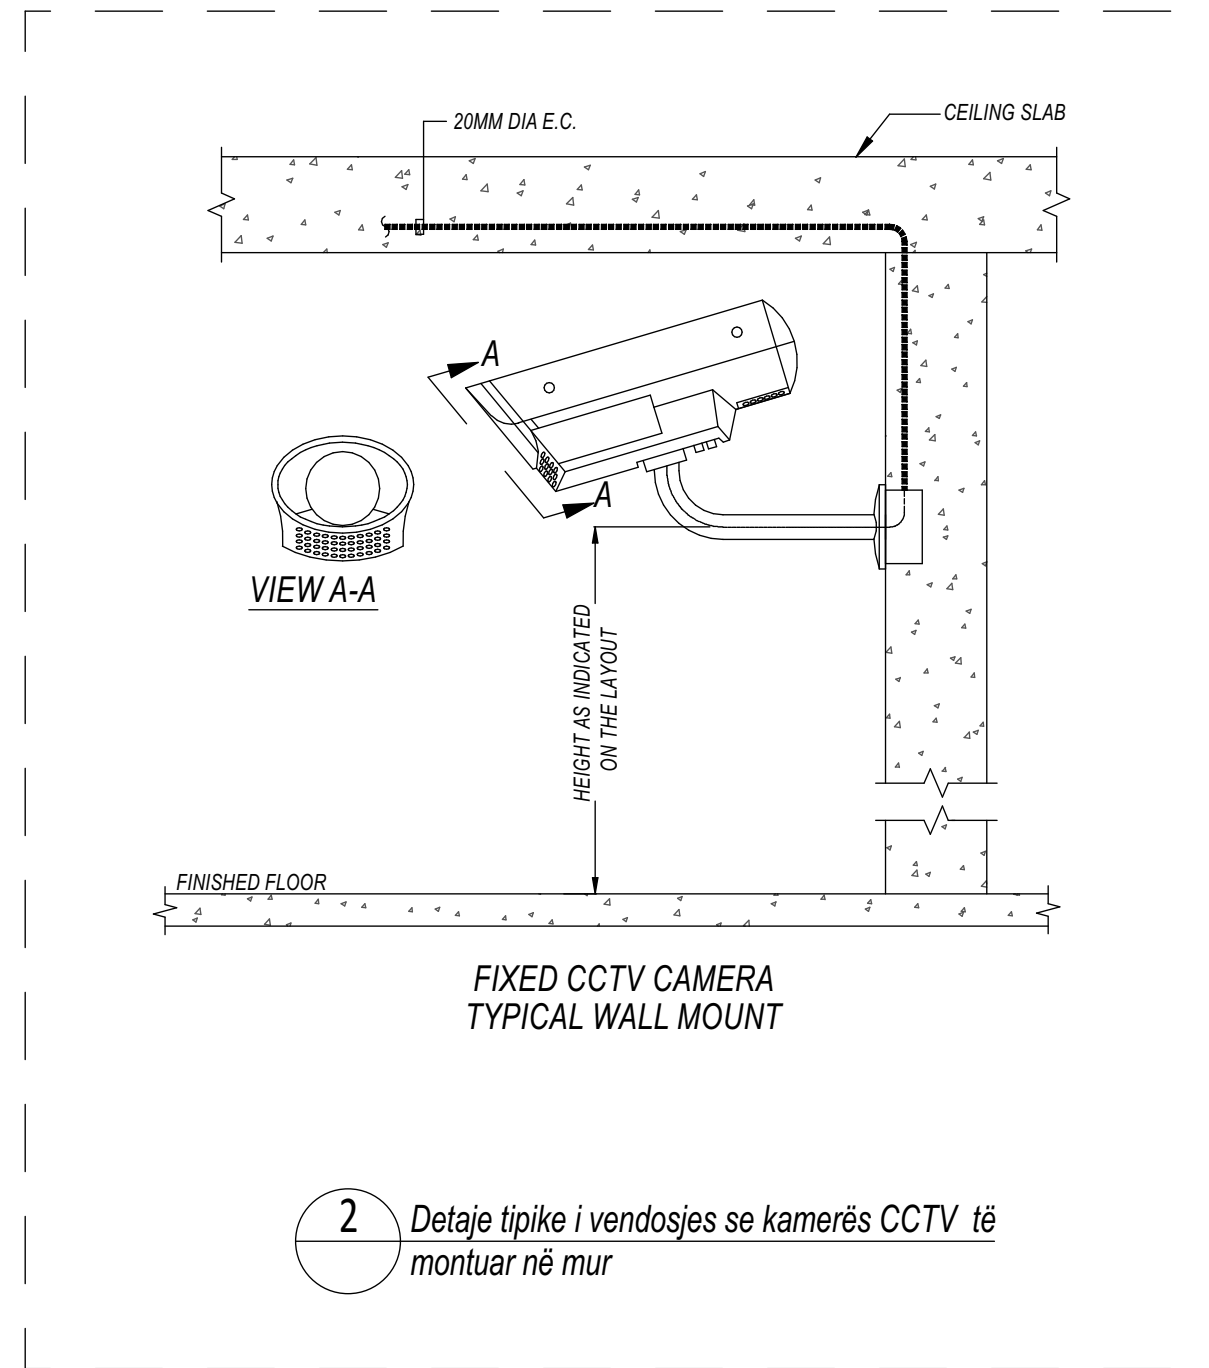 20MM DIA E.C.
CEILING SLAB
A
A
VIEW A-A
HEIGHT AS INDICATED
ON THE LAYOUT
FINISHED FLOOR
FIXED CCTV CAMERA
TYPICAL WALL MOUNT
2
Detaje tipike i vendosjes se kamerës CCTV të
montuar në mur